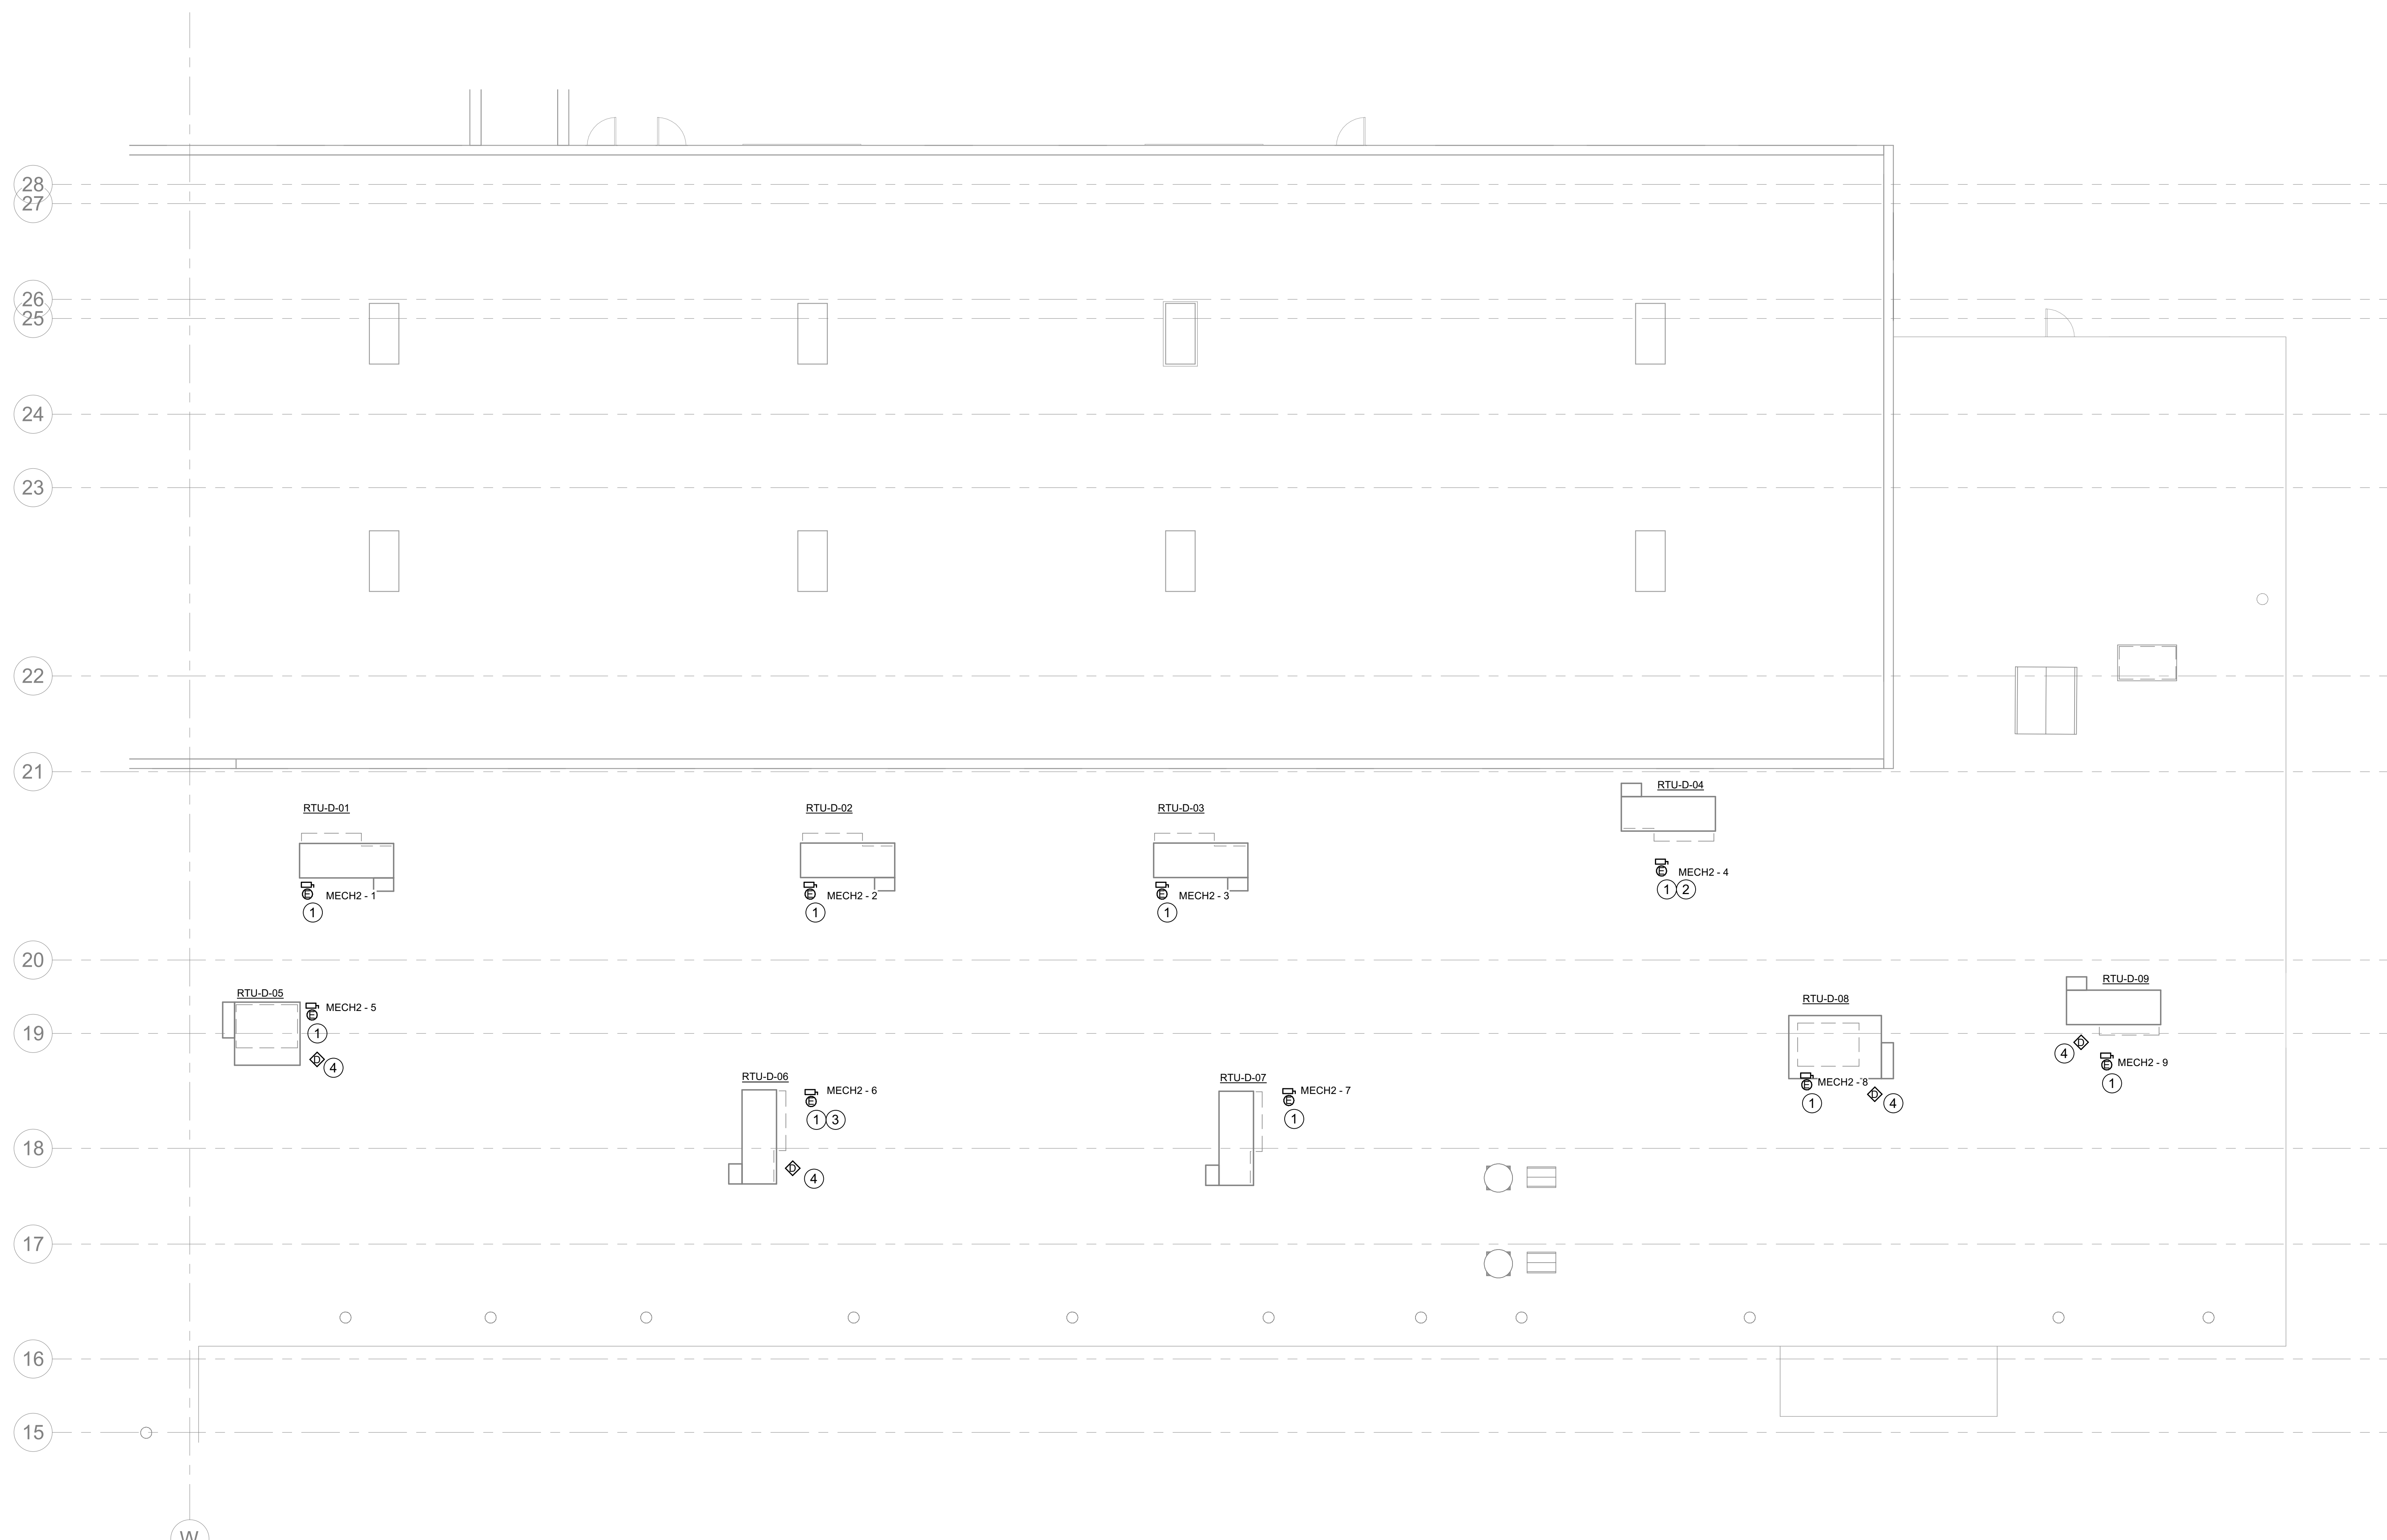 28
27
26
25
24
23
22
21
RTU-D-01
RTU-D-02
RTU-D-03
RTU-D-04
E
MECH2 - 1
1
E
MECH2 - 2
1
E
MECH2 - 3
1
E
MECH2 - 4
1 2
20
RTU-D-05
E
MECH2 - 5
1
D
4
19
RTU-D-06
E
MECH2 - 6
1 3
D
4
RTU-D-07
E
MECH2 - 7
1
RTU-D-08
E
MECH2 - 8
1
D
4
RTU-D-09
4
D
E
MECH2 - 9
1
18
17
16
15
W